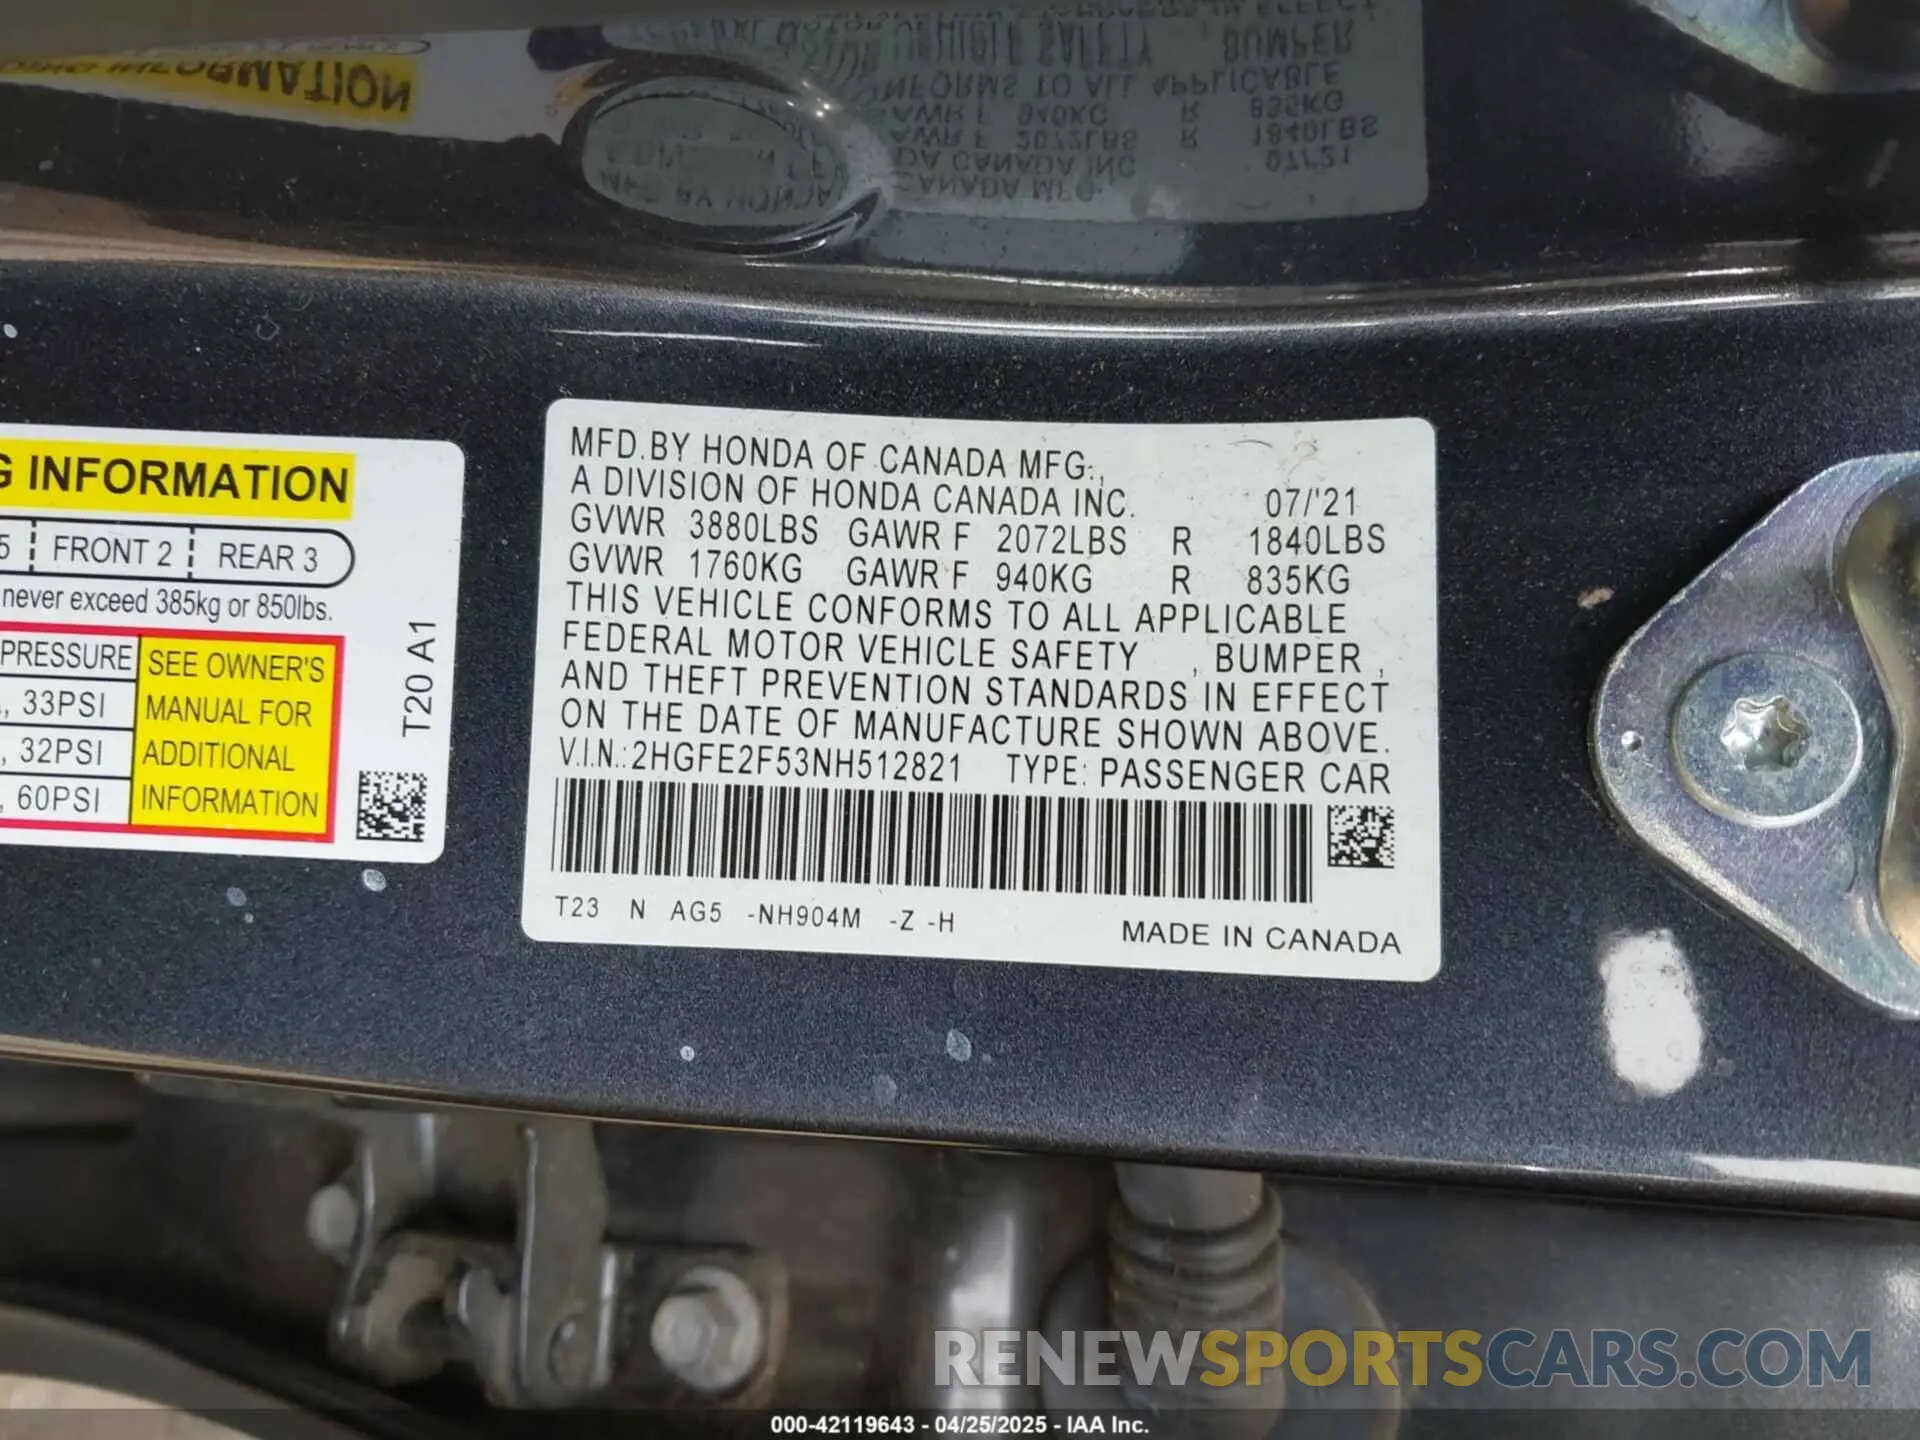 G INFORMATION
5 FRONT 2 REAR 3
never exceed 385kg or 850lbs.
PRESSURE
, 33PSI
, 32PSI
, 60PSI
SEE OWNER'S
MANUAL FOR
ADDITIONAL
INFORMATION
T20 A1
MFD.BY HONDA OF CANADA MFG.,
A DIVISION OF HONDA CANADA INC. 07/'21
GVWR 3880LBS GAWR F 2072LBS R 1840LBS
GVWR 1760KG GAWR F 940KG R 835KG
THIS VEHICLE CONFORMS TO ALL APPLICABLE
FEDERAL MOTOR VEHICLE SAFETY , BUMPER ,
AND THEFT PREVENTION STANDARDS IN EFFECT
ON THE DATE OF MANUFACTURE SHOWN ABOVE.
V.I.N.:2HGFE2F53NH512821 TYPE: PASSENGER CAR
T23 N AG5 -NH904M -Z -H
MADE IN CANADA
RENEWSPORTSCARS.COM
000-42119643 - 04/25/2025 - IAA Inc.